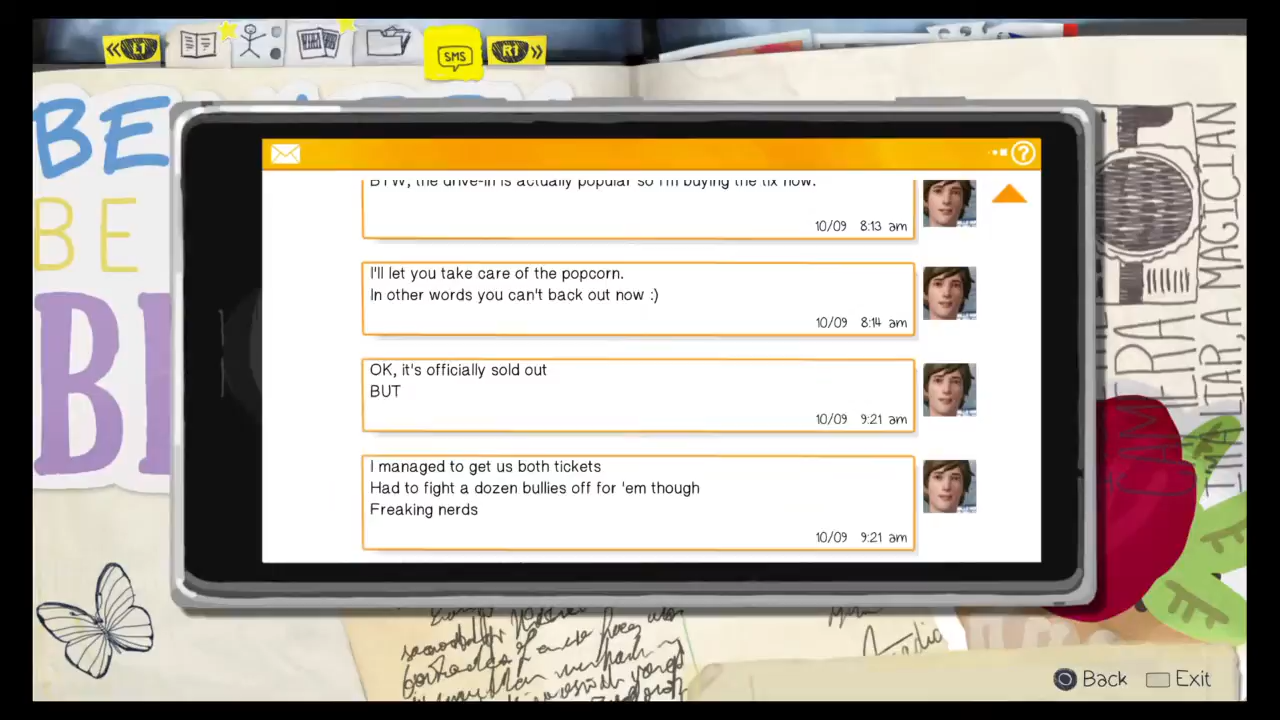 L1
SMS
R1
BE
BE
BTW, the drive-in is actually popular so I'm buying the tix now.
10/09 8:13 am
I'll let you take care of the popcorn.
In other words you can't back out now :)
10/09 8:14 am
OK, it's officially sold out
BUT
10/09 9:21 am
I managed to get us both tickets
Had to fight a dozen bullies off for 'em though
Freaking nerds
10/09 9:21 am
?
CAMERA
LIAR, A MAGICIAN
Back
Exit